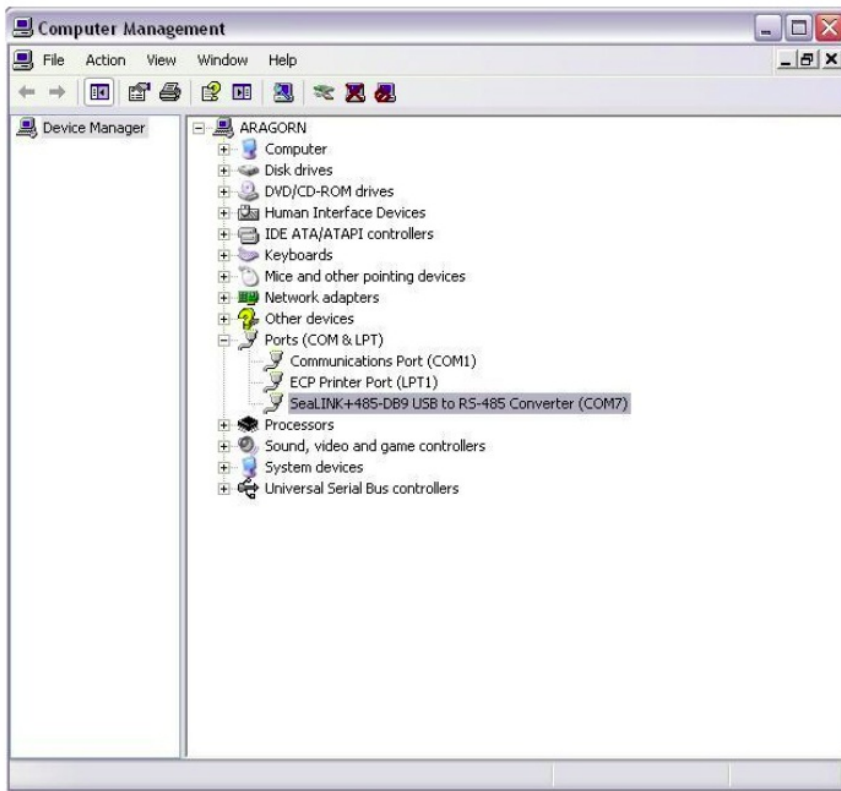 Computer Management
File Action View Window Help
Device Manager
ARAGORN
Computer
Disk drives
DVD/CD-ROM drives
Human Interface Devices
IDE ATA/ATAPI controllers
Keyboards
Mice and other pointing devices
Network adapters
Other devices
Ports (COM & LPT)
Communications Port (COM1)
ECP Printer Port (LPT1)
SeaLINK+485-DB9 USB to RS-485 Converter (COM7)
Processors
Sound, video and game controllers
System devices
Universal Serial Bus controllers